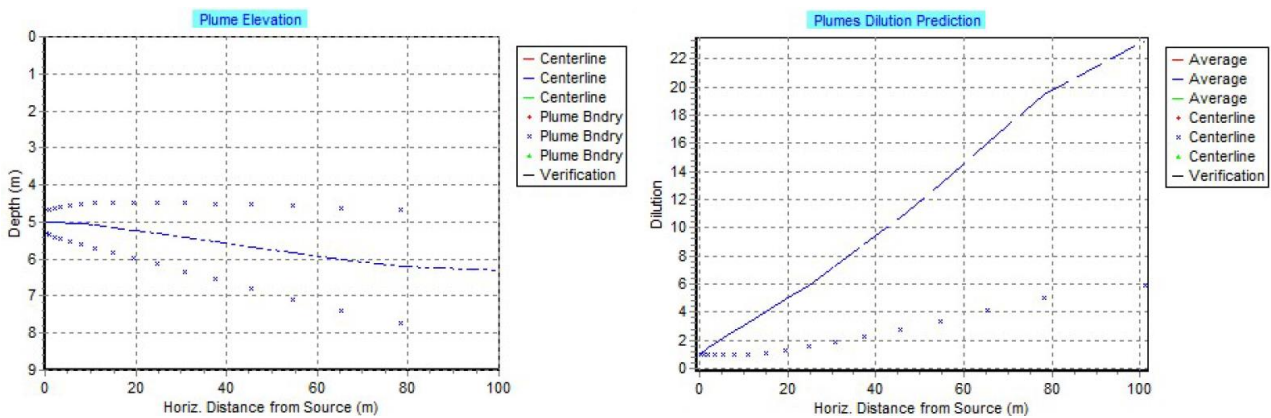 Plume Elevation
0
1
2
3
4
5
6
7
8
9
Depth (m)
0
20
40
60
80
100
Horiz. Distance from Source (m)
Centerline
Centerline
Centerline
Plume Bndry
Plume Bndry
Plume Bndry
Verification
Plumes Dilution Prediction
22
20
18
16
14
12
10
8
6
4
2
0
Dilution
0
20
40
60
80
100
Horiz. Distance from Source (m)
Average
Average
Average
Centerline
Centerline
Centerline
Verification